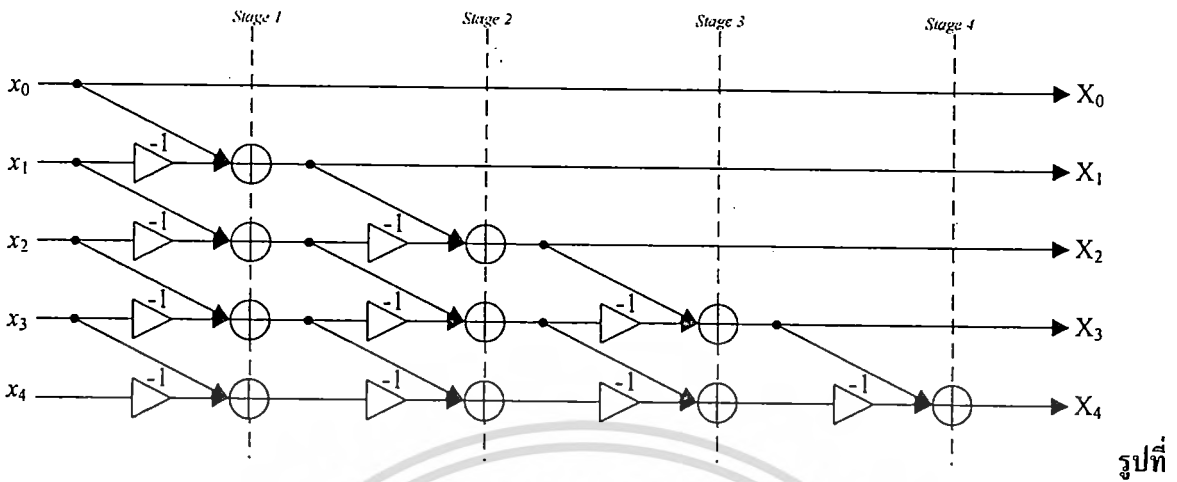 Stage 1 Stage 2 Stage 3 Stage 4
x₀ X₀
-1
x₁ X₁
-1 -1
x₂ X₂
-1 -1 -1
x₃ X₃
-1 -1 -1 -1
x₄ X₄
รูปที่